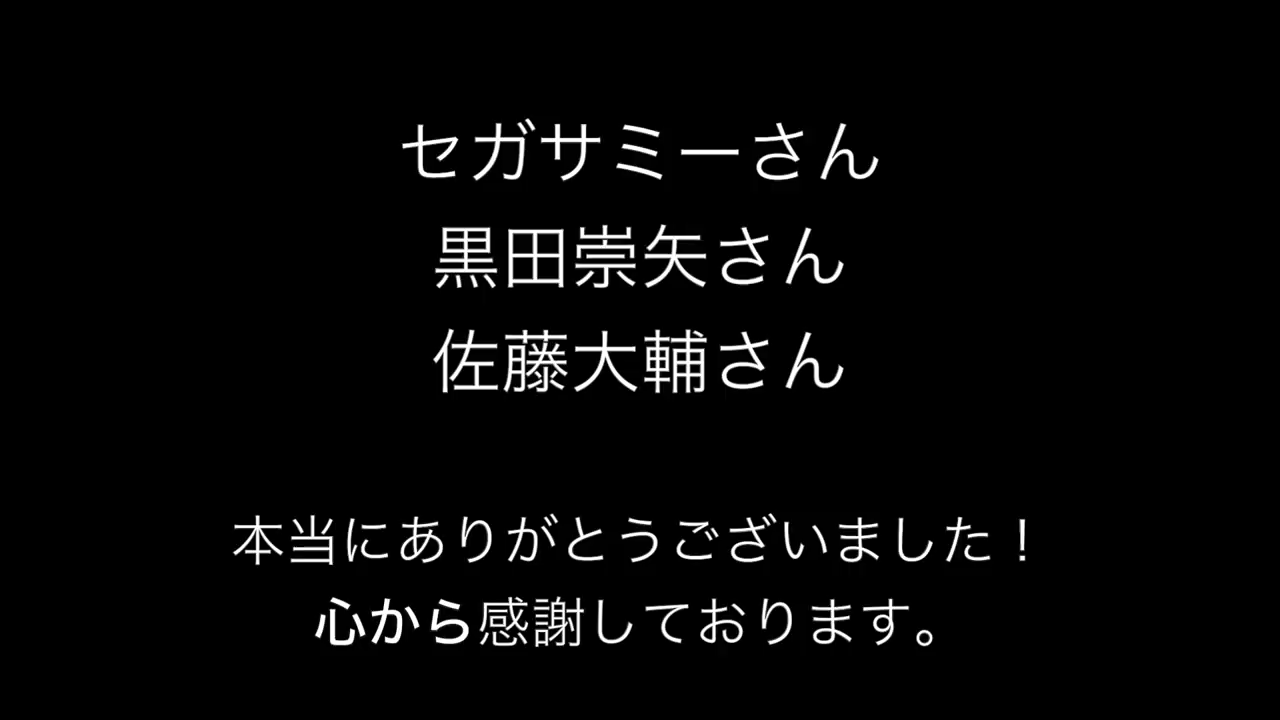 セガサミーさん
黒田崇矢さん
佐藤大輔さん
本当にありがとうございました！
心から感謝しております。